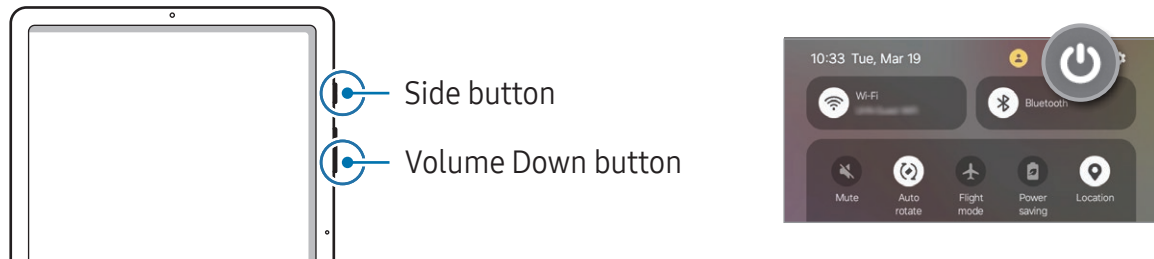 Side button
Volume Down button
10:33 Tue, Mar 19
Wi-Fi
Bluetooth
Mute
Auto
rotate
Flight
mode
Power
saving
Location